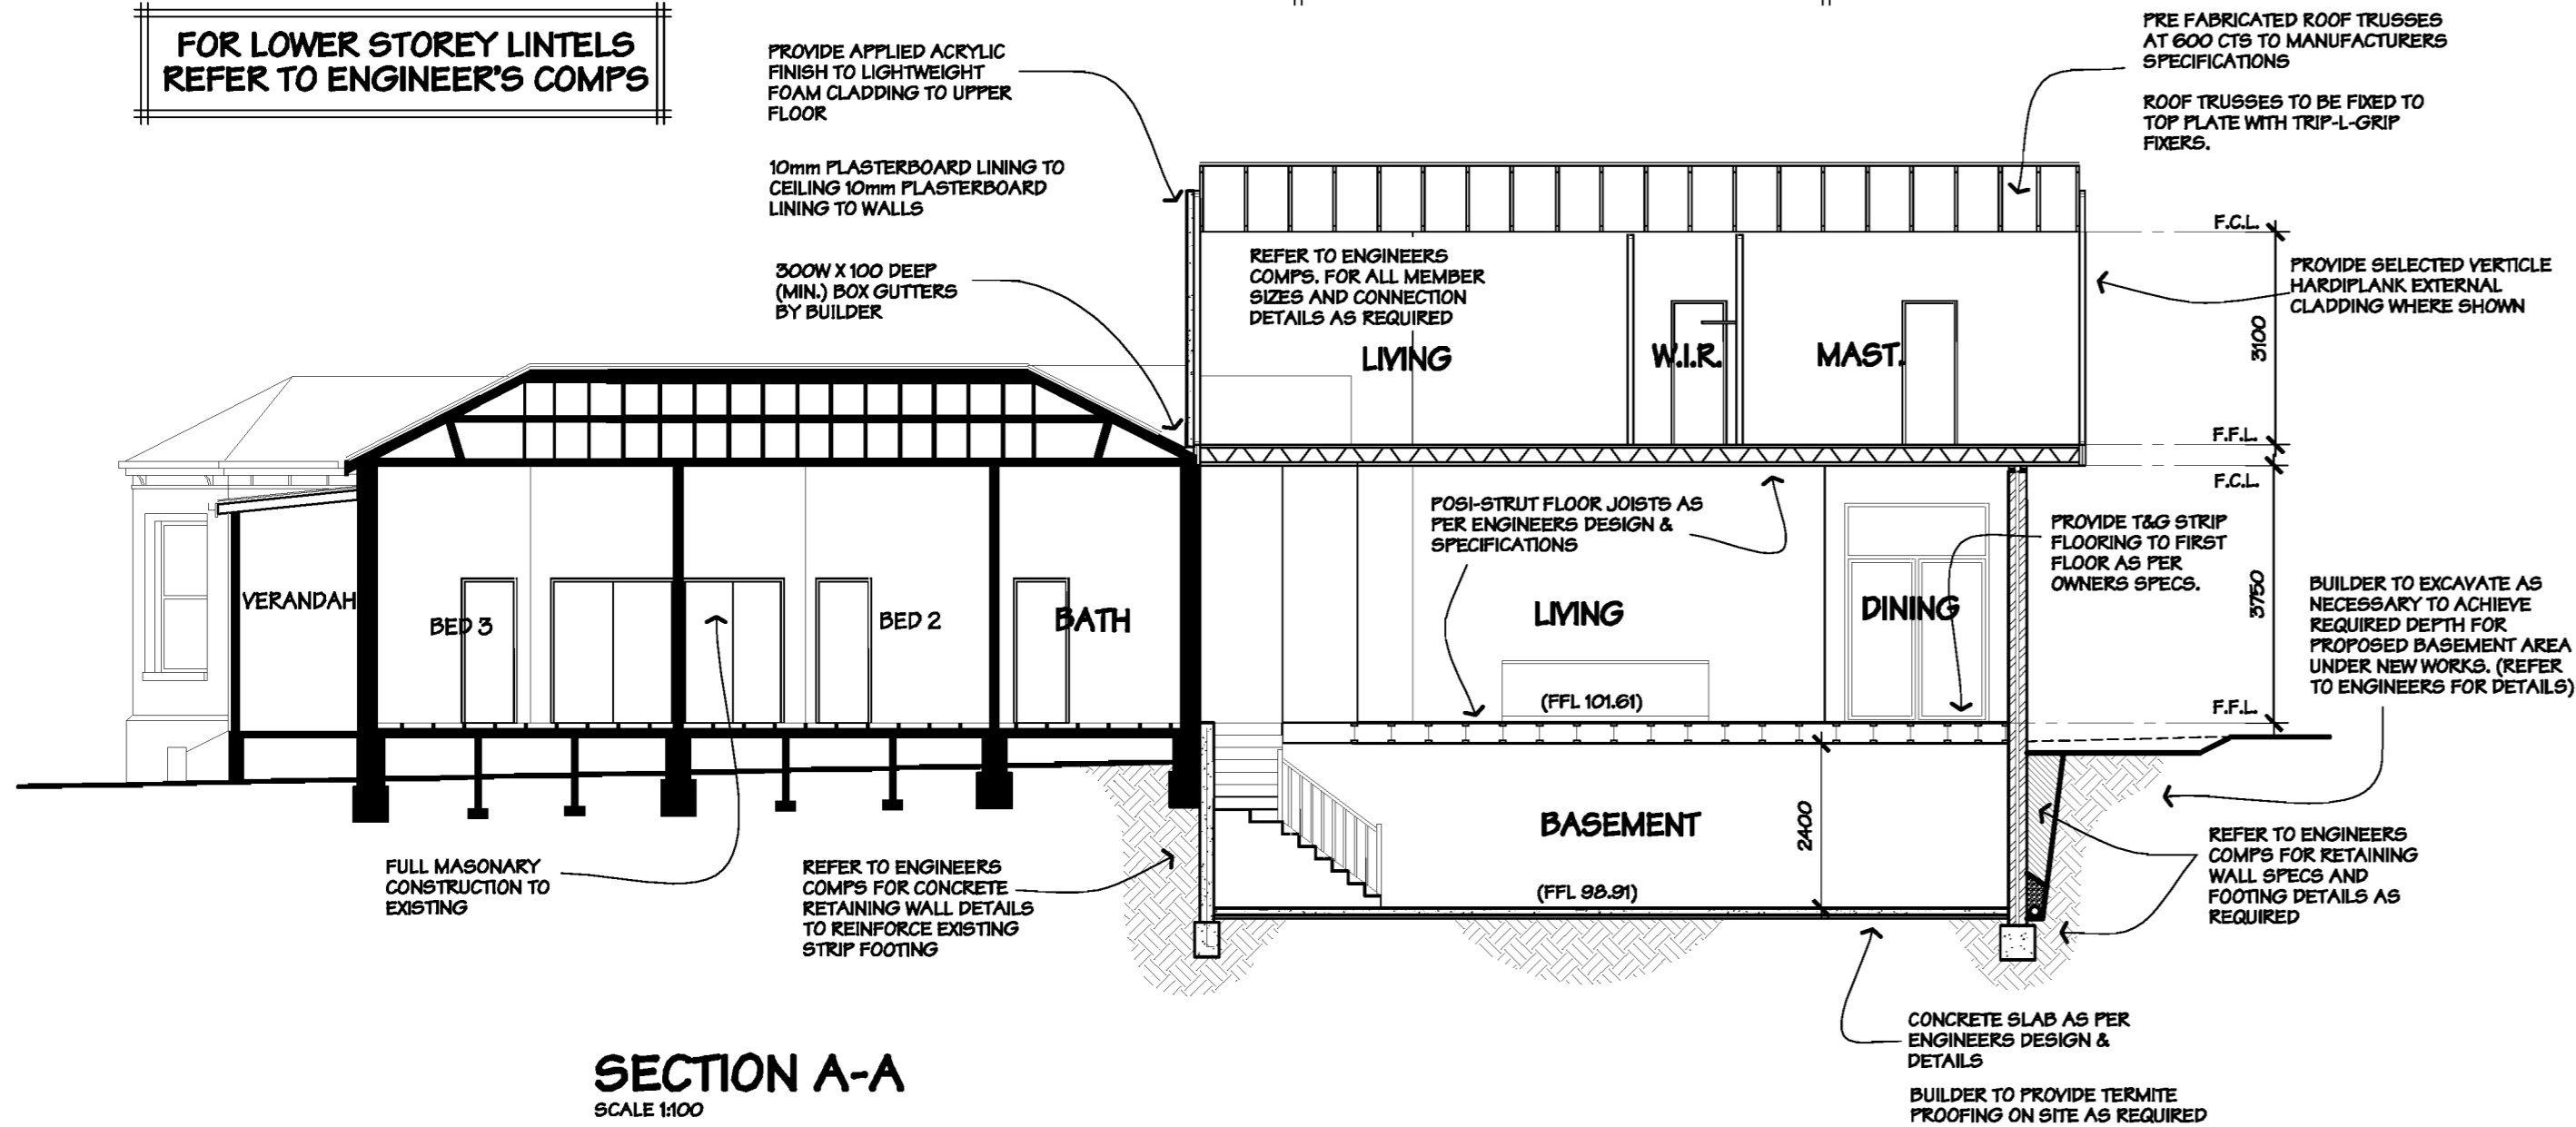 FOR LOWER STOREY LINTELS
REFER TO ENGINEER'S COMPS
PROVIDE APPLIED ACRYLIC
FINISH TO LIGHTWEIGHT
FOAM CLADDING TO UPPER
FLOOR
10mm PLASTERBOARD LINING TO
CEILING 10mm PLASTERBOARD
LINING TO WALLS
300W X 100 DEEP
(MIN.) BOX GUTTERS
BY BUILDER
PRE FABRICATED ROOF TRUSSES
AT 600 CTS TO MANUFACTURERS
SPECIFICATIONS
ROOF TRUSSES TO BE FIXED TO
TOP PLATE WITH TRIP-L-GRIP
FIXERS.
F.C.L.
PROVIDE SELECTED VERTICLE
HARDIPLANK EXTERNAL
CLADDING WHERE SHOWN
3100
REFER TO ENGINEERS
COMPS. FOR ALL MEMBER
SIZES AND CONNECTION
DETAILS AS REQUIRED
LIVING
W.I.R.
MAST.
F.F.L.
F.C.L.
POSI-STRUT FLOOR JOISTS AS
PER ENGINEERS DESIGN &
SPECIFICATIONS
PROVIDE T&G STRIP
FLOORING TO FIRST
FLOOR AS PER
OWNERS SPECS.
3750
BUILDER TO EXCAVATE AS
NECESSARY TO ACHIEVE
REQUIRED DEPTH FOR
PROPOSED BASEMENT AREA
UNDER NEW WORKS. (REFER
TO ENGINEERS FOR DETAILS)
VERANDAH
BED 3
BED 2
BATH
LIVING
DINING
(FFL 101.61)
F.F.L.
BASEMENT
2400
(FFL 98.91)
FULL MASONARY
CONSTRUCTION TO
EXISTING
REFER TO ENGINEERS
COMPS FOR CONCRETE
RETAINING WALL DETAILS
TO REINFORCE EXISTING
STRIP FOOTING
REFER TO ENGINEERS
COMPS FOR RETAINING
WALL SPECS AND
FOOTING DETAILS AS
REQUIRED
CONCRETE SLAB AS PER
ENGINEERS DESIGN &
DETAILS
BUILDER TO PROVIDE TERMITE
PROOFING ON SITE AS REQUIRED
SECTION A-A
SCALE 1:100